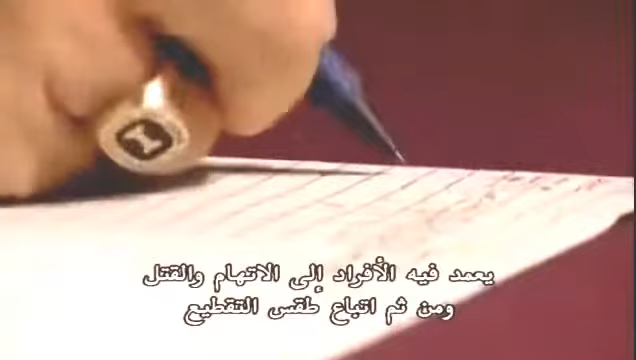 يعمد فيه الأفراد إلى الاتهام والقتل
ومن ثم اتباع طقس التقطيع